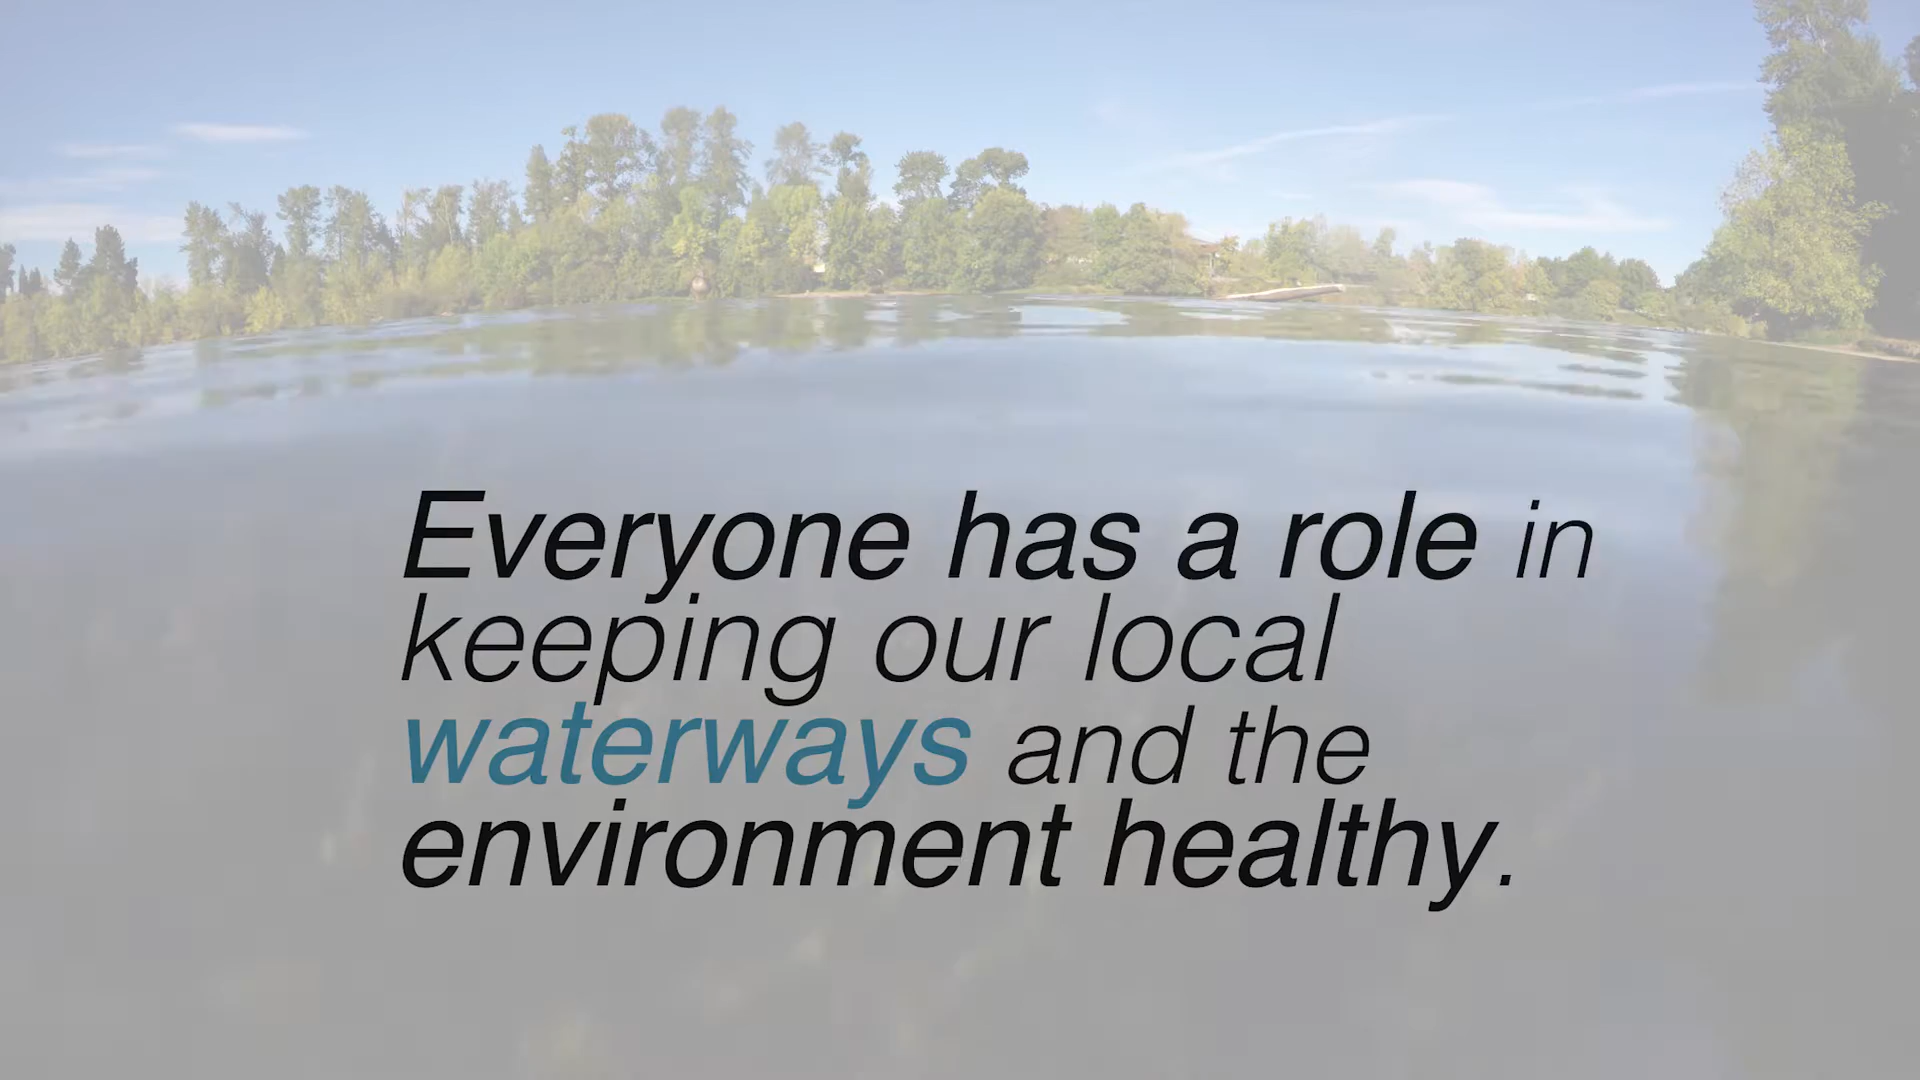 Everyone has a role in
keeping our local
waterways and the
environment healthy.